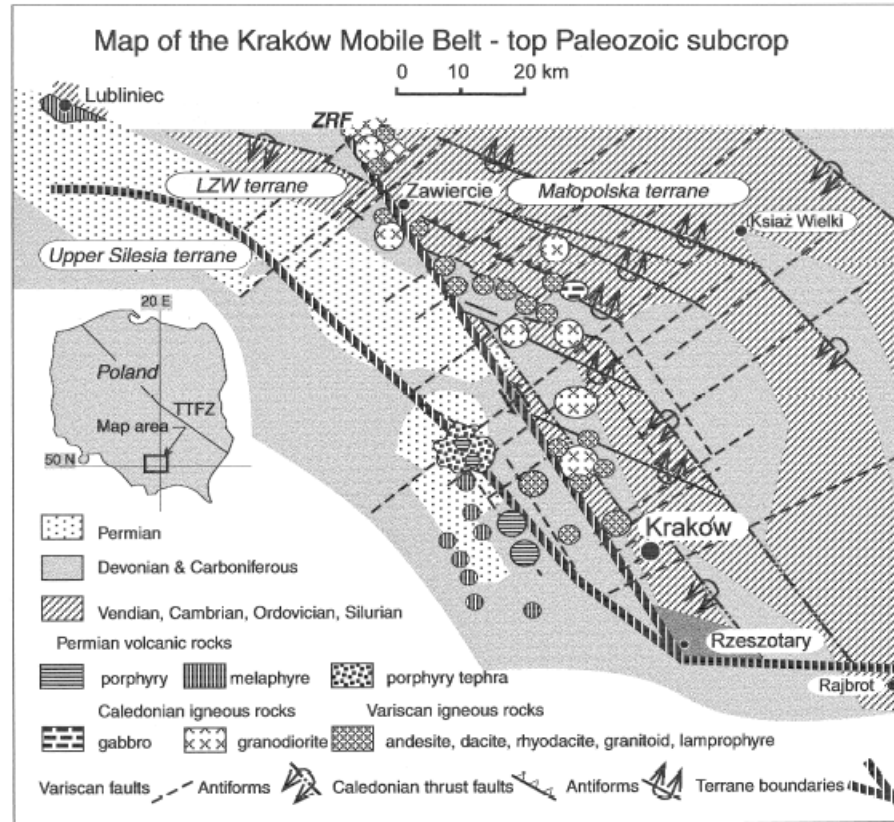 Map of the Kraków Mobile Belt - top Paleozoic subcrop
0 10 20 km
Lubliniec
ZRF
LZW terrane
Zawiercie
Małopolska terrane
Książ Wielki
Upper Silesia terrane
20 E
Poland
TTFZ
Map area
50 N
Permian
Kraków
Devonian & Carboniferous
Vendian, Cambrian, Ordovician, Silurian
Permian volcanic rocks
Rzeszotary
porphyry melaphyre porphyry tephra
Rajbrot
Caledonian igneous rocks Variscan igneous rocks
gabbro granodiorite andesite, dacite, rhyodacite, granitoid, lamprophyre
Variscan faults Antiforms Caledonian thrust faults Antiforms Terrane boundaries